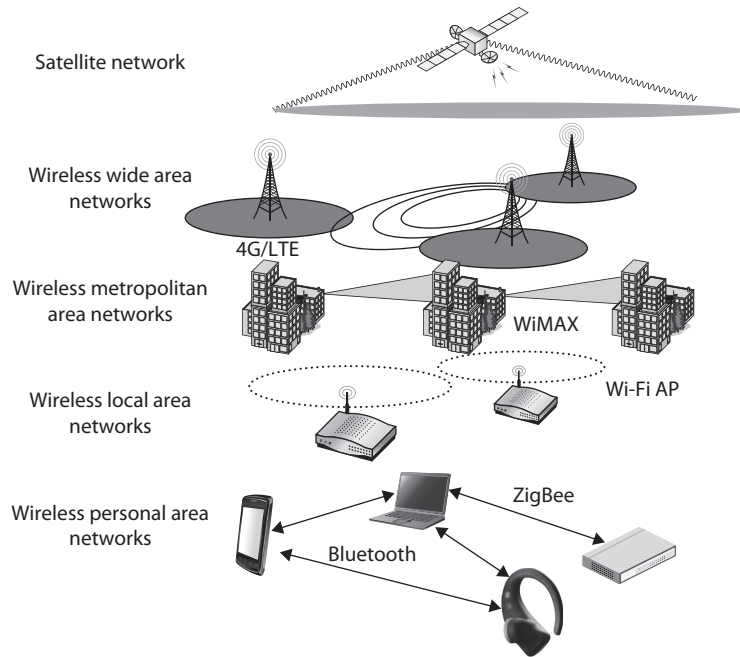 Satellite network
Wireless wide area
networks
4G/LTE
Wireless metropolitan
area networks
WiMAX
Wi-Fi AP
Wireless local area
networks
ZigBee
Wireless personal area
networks
Bluetooth